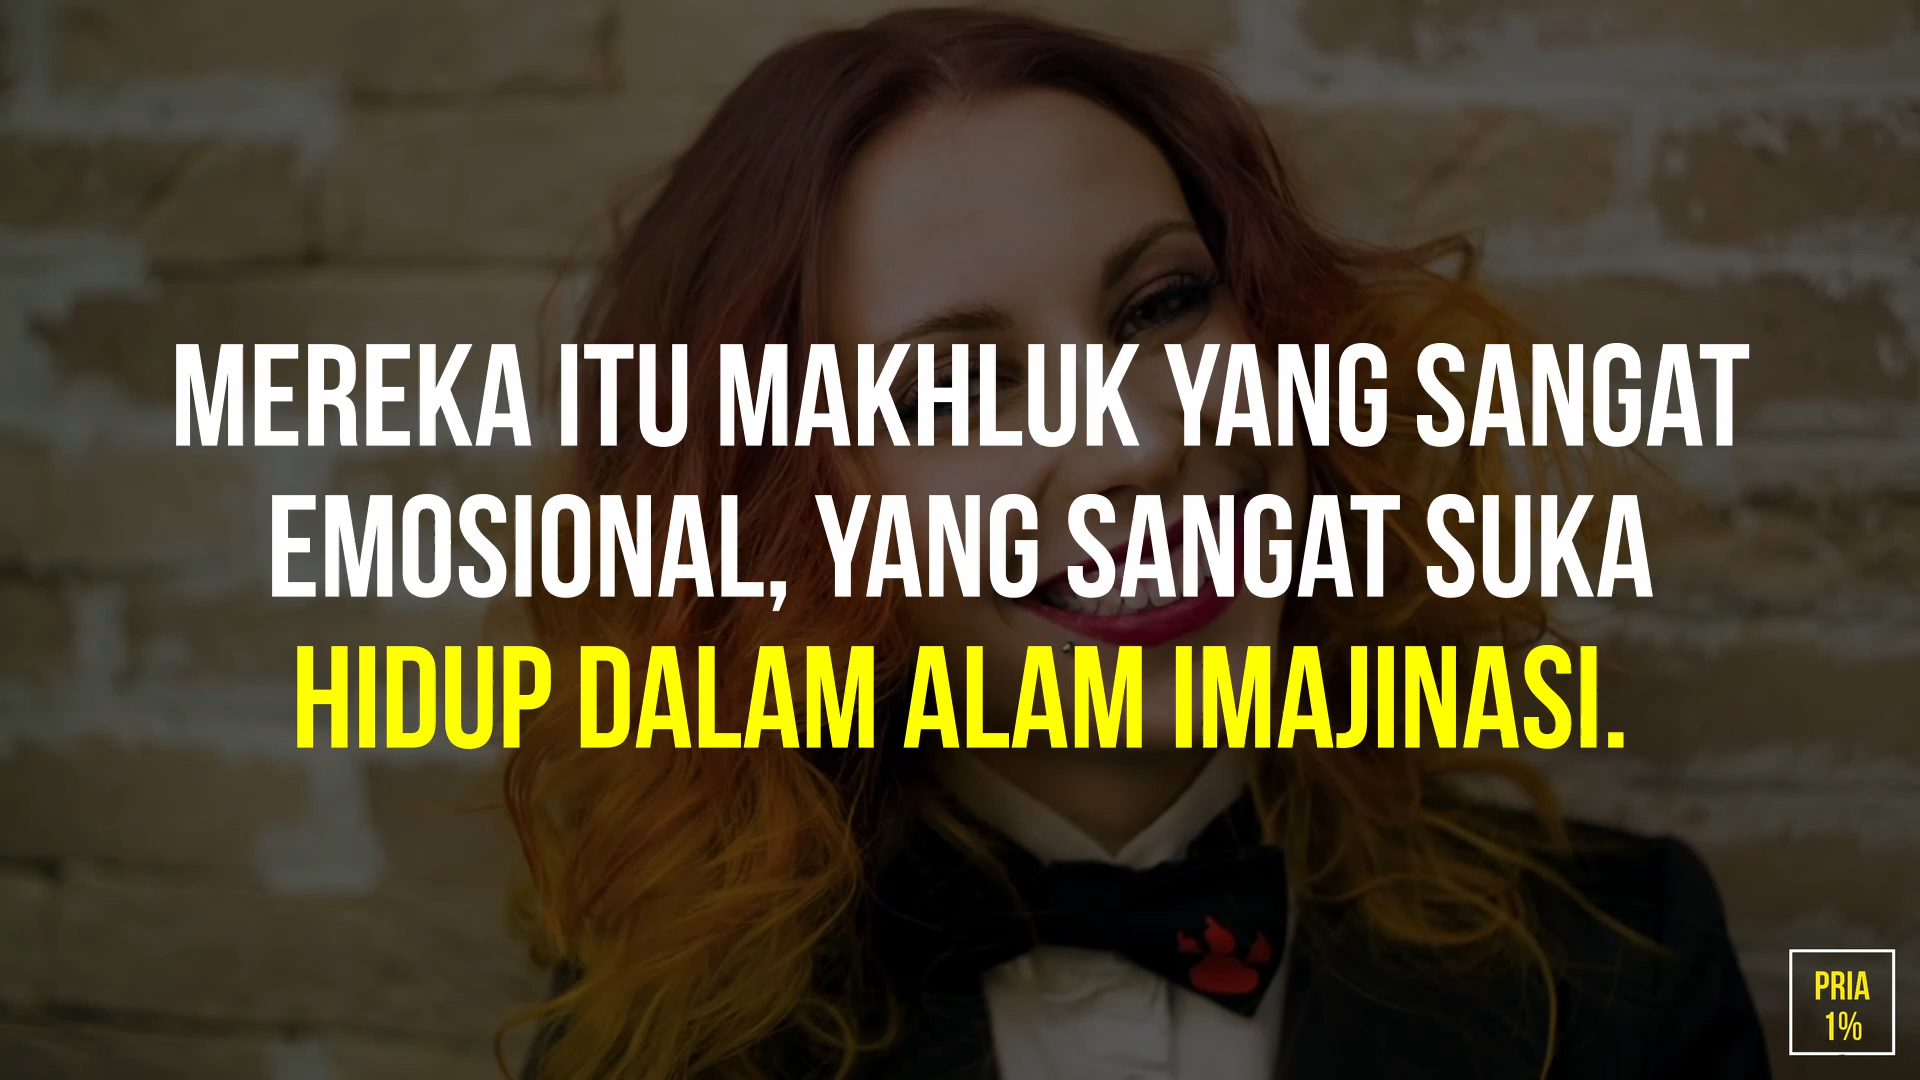 MEREKA ITU MAKHLUK YANG SANGAT
EMOSIONAL, YANG SANGAT SUKA
HIDUP DALAM ALAM IMAJINASI.
PRIA
1%